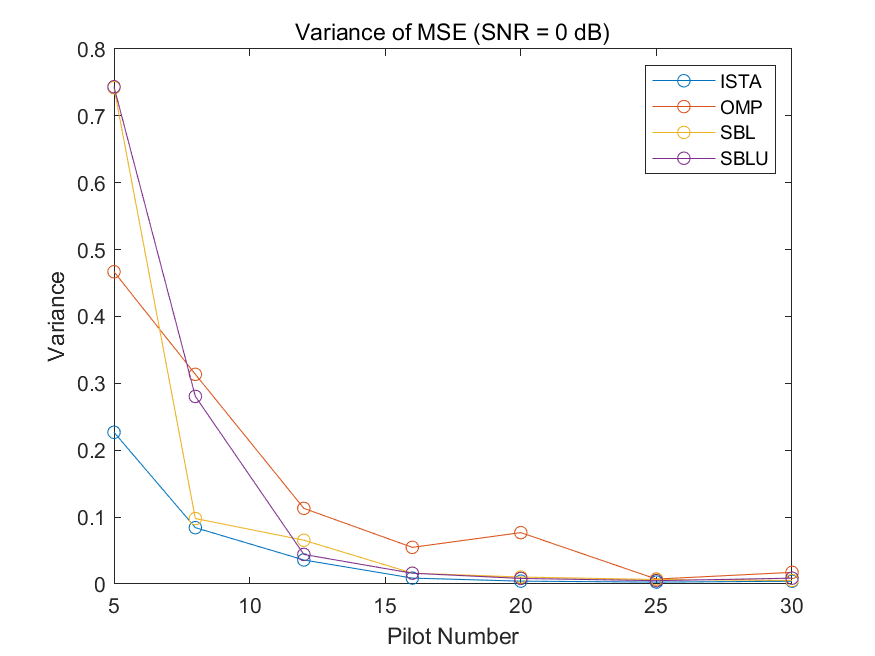 Variance of MSE (SNR = 0 dB)
0.8
0.7
0.6
0.5
0.4
0.3
0.2
0.1
0
Variance
5
10
15
20
25
30
Pilot Number
ISTA
OMP
SBL
SBLU